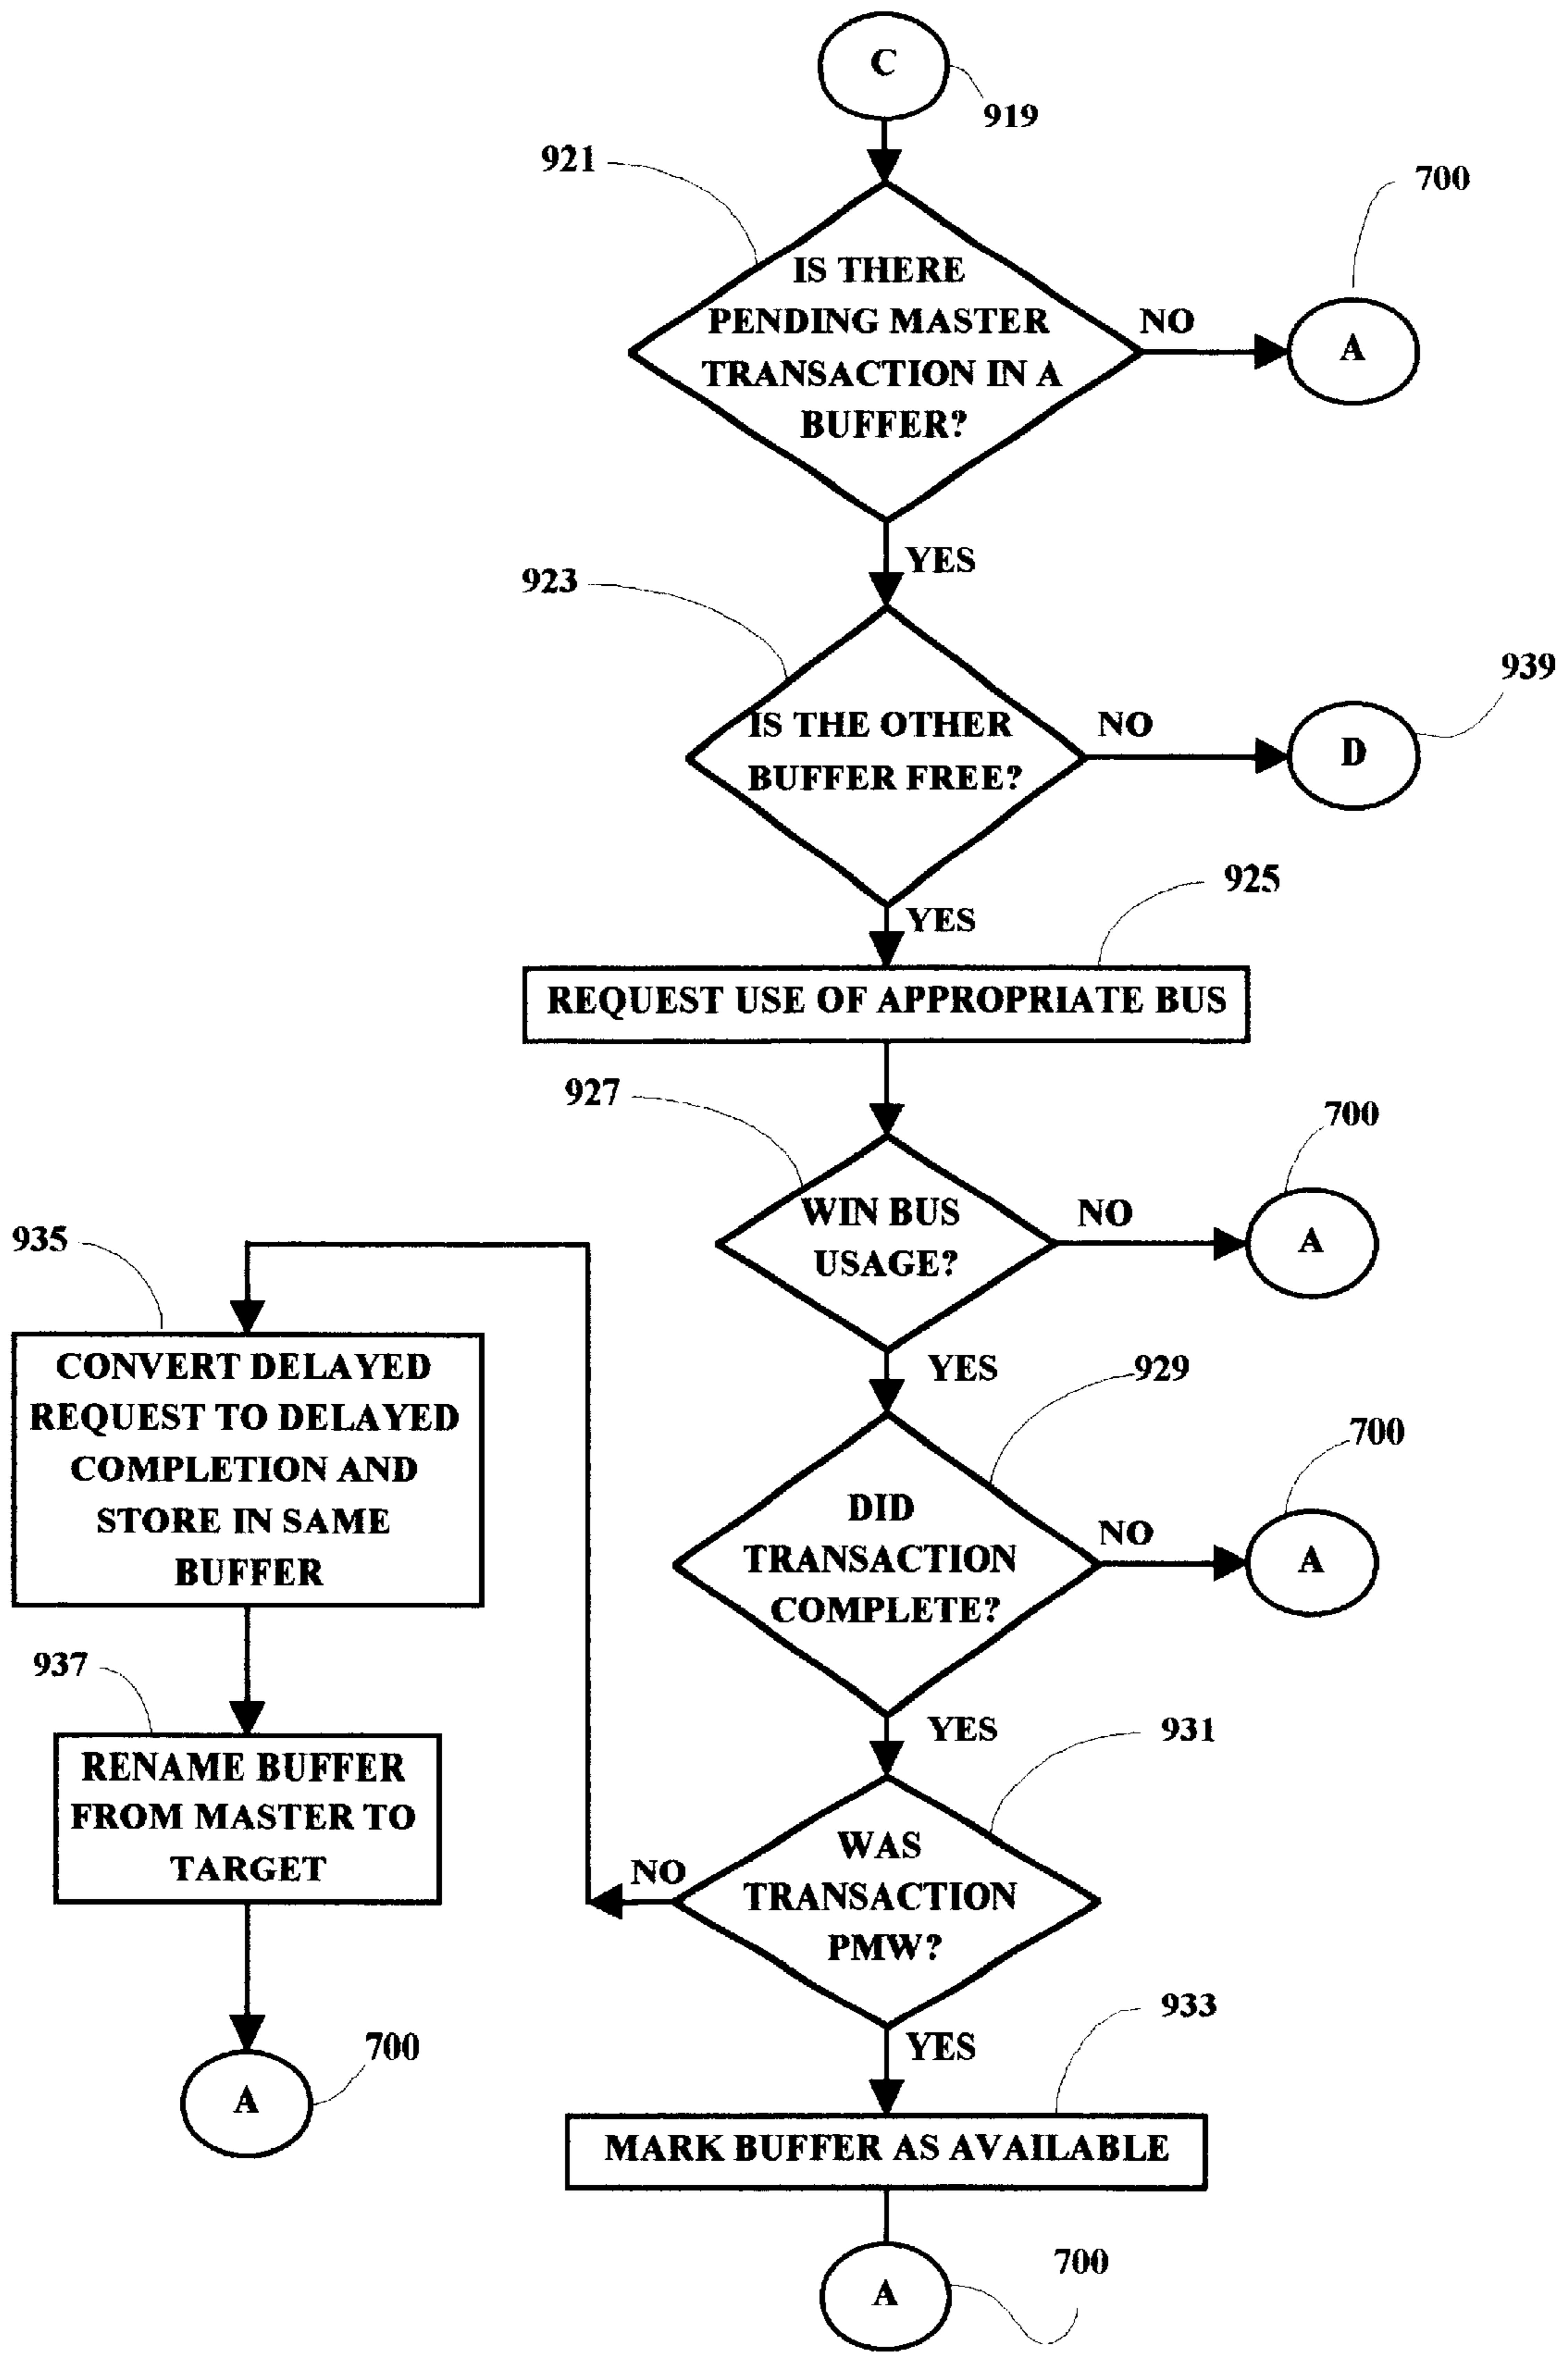 C
919
921
700
IS THERE
PENDING MASTER
TRANSACTION IN A
BUFFER?
NO
A
YES
923
939
IS THE OTHER
BUFFER FREE?
NO
D
YES
925
REQUEST USE OF APPROPRIATE BUS
927
700
WIN BUS
USAGE?
NO
A
935
YES
929
CONVERT DELAYED
REQUEST TO DELAYED
COMPLETION AND
STORE IN SAME
BUFFER
700
DID
TRANSACTION
COMPLETE?
NO
A
937
YES
931
RENAME BUFFER
FROM MASTER TO
TARGET
WAS
TRANSACTION
PMW?
NO
933
YES
700
A
MARK BUFFER AS AVAILABLE
700
A